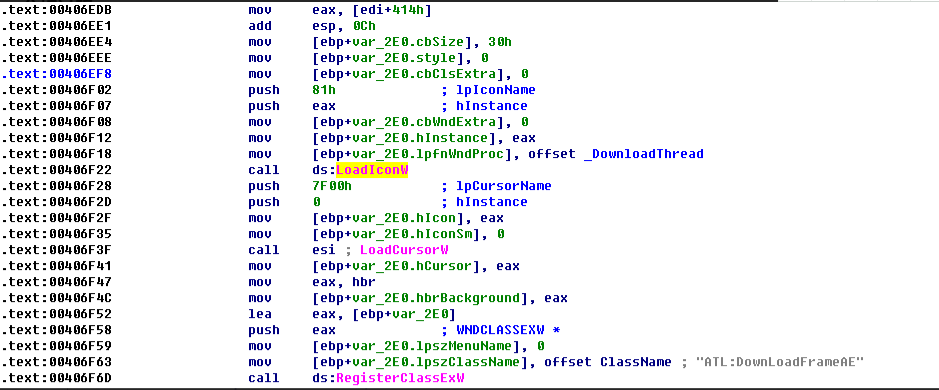 .text:00406EDB mov eax, [edi+414h]
.text:00406EE1 add esp, 0Ch
.text:00406EE4 mov [ebp+var_2E0.cbSize], 30h
.text:00406EEE mov [ebp+var_2E0.style], 0
.text:00406EF8 mov [ebp+var_2E0.cbClsExtra], 0
.text:00406F02 push 81h ; lpIconName
.text:00406F07 push eax ; hInstance
.text:00406F08 mov [ebp+var_2E0.cbWndExtra], 0
.text:00406F12 mov [ebp+var_2E0.hInstance], eax
.text:00406F18 mov [ebp+var_2E0.lpfnWndProc], offset _DownloadThread
.text:00406F22 call ds:LoadIconW
.text:00406F28 push 7F00h ; lpCursorName
.text:00406F2D push 0 ; hInstance
.text:00406F2F mov [ebp+var_2E0.hIcon], eax
.text:00406F35 mov [ebp+var_2E0.hIconSm], 0
.text:00406F3F call esi ; LoadCursorW
.text:00406F41 mov [ebp+var_2E0.hCursor], eax
.text:00406F47 mov eax, hbr
.text:00406F4C mov [ebp+var_2E0.hbrBackground], eax
.text:00406F52 lea eax, [ebp+var_2E0]
.text:00406F58 push eax ; WNDCLASSEXW *
.text:00406F59 mov [ebp+var_2E0.lpszMenuName], 0
.text:00406F63 mov [ebp+var_2E0.lpszClassName], offset ClassName ; "ATL:DownLoadFrameAE"
.text:00406F6D call ds:RegisterClassExW